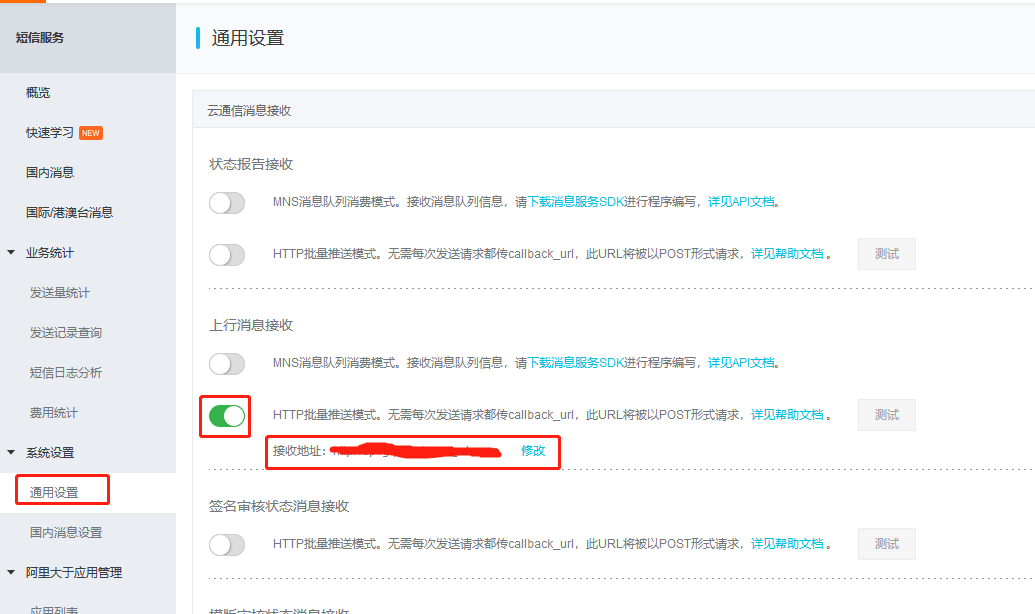 短信服务
概览
快速学习 NEW
国内消息
国际/港澳台消息
业务统计
发送量统计
发送记录查询
短信日志分析
费用统计
系统设置
通用设置
国内消息设置
阿里大于应用管理
应用列表
通用设置
云通信消息接收
状态报告接收
MNS消息队列消费模式。接收消息队列信息，请下载消息服务SDK进行程序编写，详见API文档。
HTTP批量推送模式。无需每次发送请求都传callback_url，此URL将被以POST形式请求，详见帮助文档 。 测试
上行消息接收
MNS消息队列消费模式。接收消息队列信息，请下载消息服务SDK进行程序编写，详见API文档。
HTTP批量推送模式。无需每次发送请求都传callback_url，此URL将被以POST形式请求，详见帮助文档 。 测试
接收地址： 修改
签名审核状态消息接收
HTTP批量推送模式。无需每次发送请求都传callback_url，此URL将被以POST形式请求，详见帮助文档 。 测试
模版审核状态消息接收